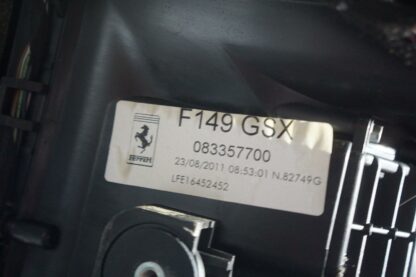 F149 GSX
083357700
23/08/2011 08:53:01 N.82749G
LFE16452452
Ferrari